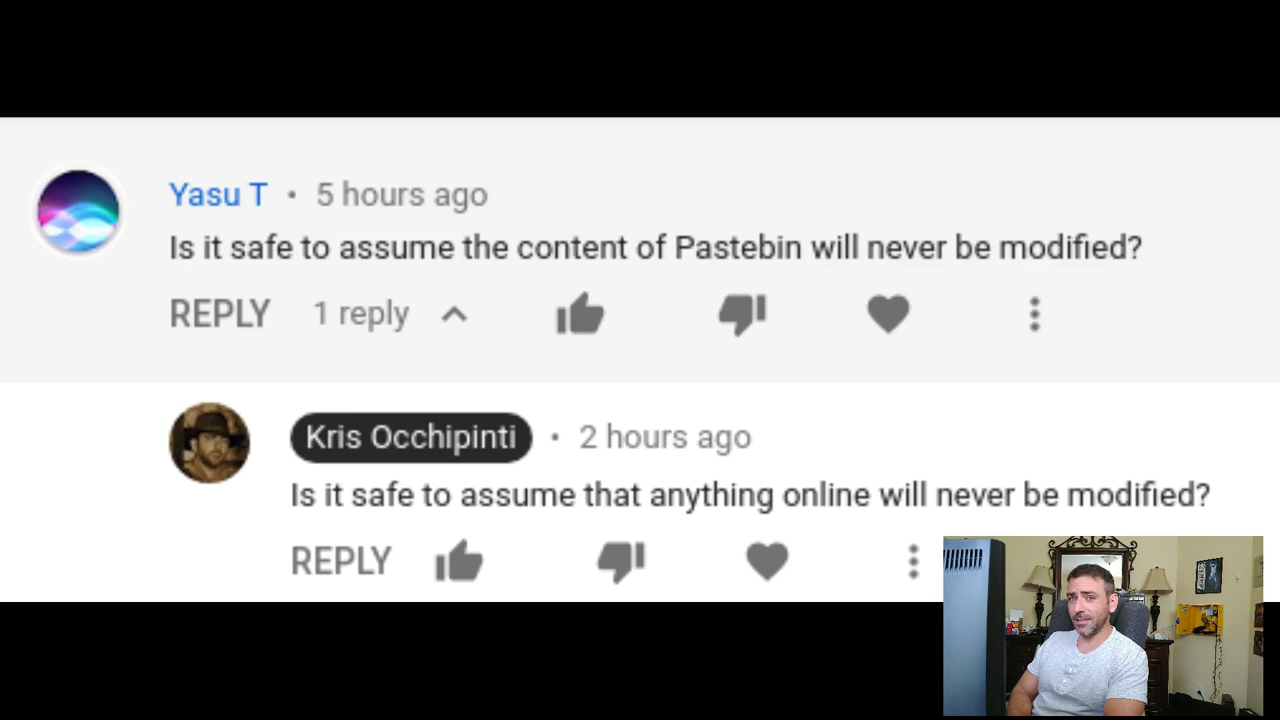 Yasu T • 5 hours ago
Is it safe to assume the content of Pastebin will never be modified?
REPLY 1 reply
Kris Occhipinti • 2 hours ago
Is it safe to assume that anything online will never be modified?
REPLY